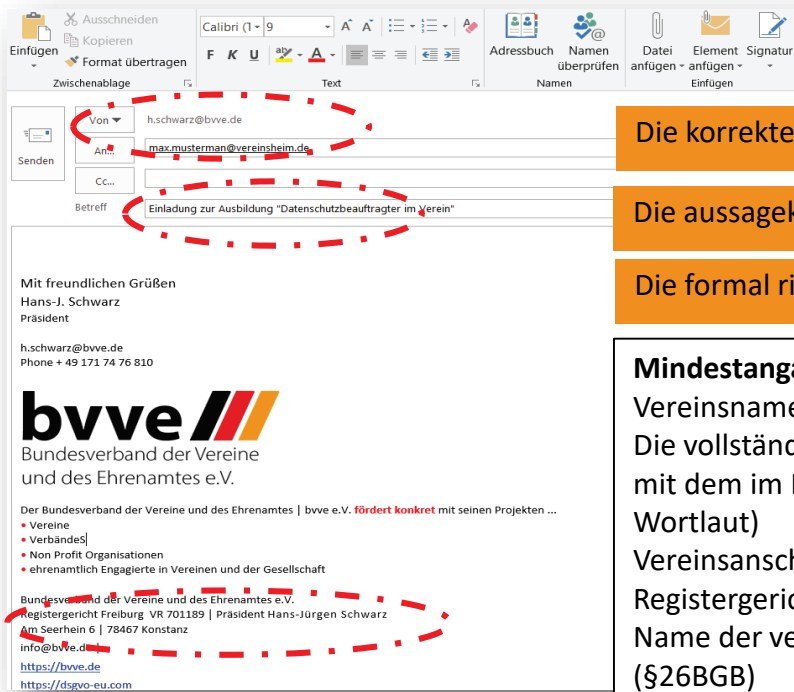 Ausschneiden
Kopieren
Format übertragen
Einfügen
Zwischenablage
Calibri (T 9
A A
F K U ab A
Text
Adressbuch
Namen überprüfen
Namen
Datei anfügen
Element anfügen
Signatur
Einfügen
Senden
Von
h.schwarz@bvve.de
An...
max.musterman@vereinsheim.de
Cc...
Betreff
Einladung zur Ausbildung "Datenschutzbeauftragter im Verein"
Mit freundlichen Grüßen
Hans-J. Schwarz
Präsident
h.schwarz@bvve.de
Phone + 49 171 74 76 810
bvve
Bundesverband der Vereine
und des Ehrenamtes e.V.
Der Bundesverband der Vereine und des Ehrenamtes | bvve e.V. fördert konkret mit seinen Projekten ...
• Vereine
• VerbändeS
• Non Profit Organisationen
• ehrenamtlich Engagierte in Vereinen und der Gesellschaft
Bundesverband der Vereine und des Ehrenamtes e.V.
Registergericht Freiburg VR 701189 | Präsident Hans-Jürgen Schwarz
Am Seerhein 6 | 78467 Konstanz
info@bvve.de
https://bvve.de
https://dsgvo-eu.com
Die korrekte
Die aussagek
Die formal ri
Mindestanga
Vereinsname
Die vollständ
mit dem im
Wortlaut)
Vereinsansch
Registergeric
Name der ve
(§26BGB)